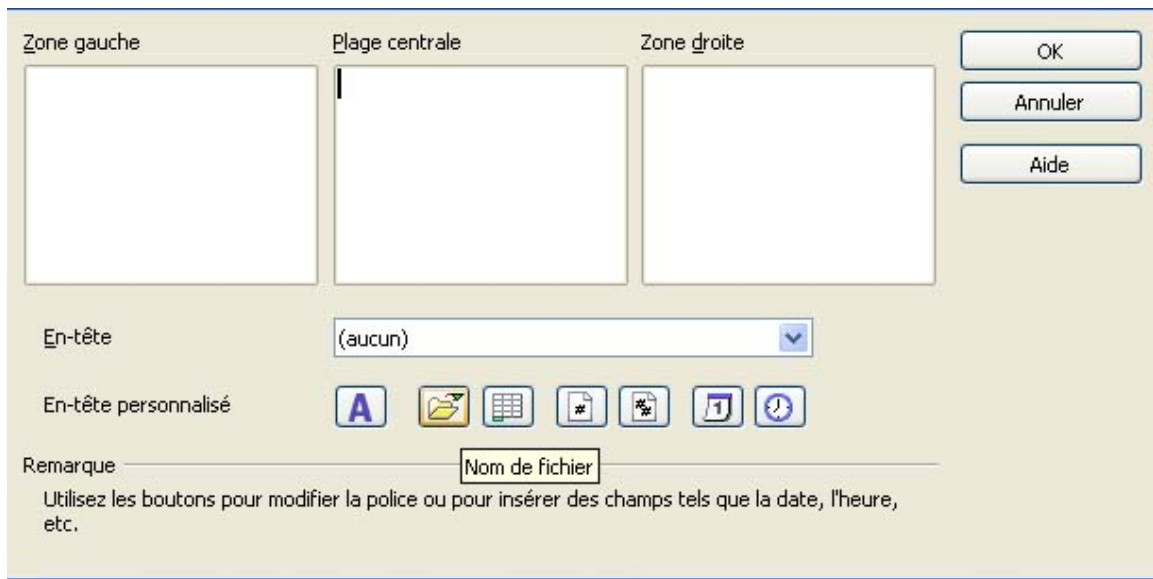 Zone gauche
Plage centrale
Zone droite
OK
Annuler
Aide
En-tête
(aucun)
En-tête personnalisé
Nom de fichier
Remarque
Utilisez les boutons pour modifier la police ou pour insérer des champs tels que la date, l'heure,
etc.